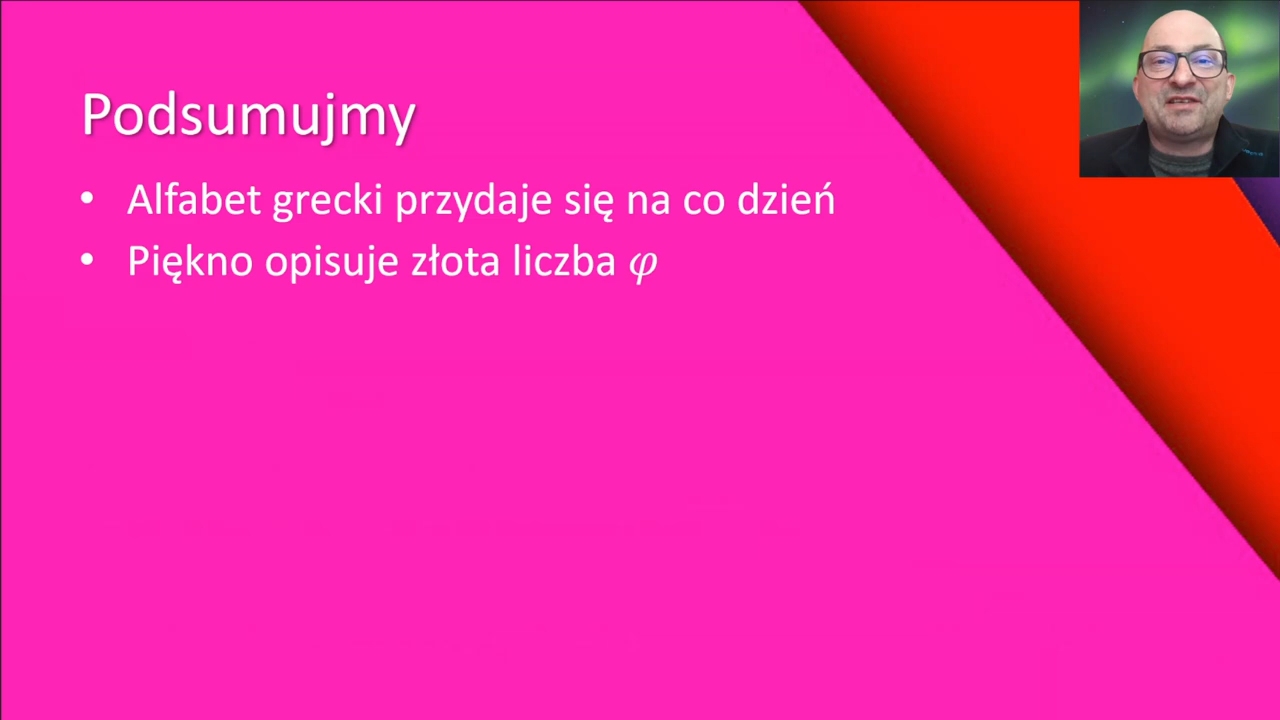 Podsumujmy
• Alfabet grecki przydaje się na co dzień
• Piękno opisuje złota liczba φ